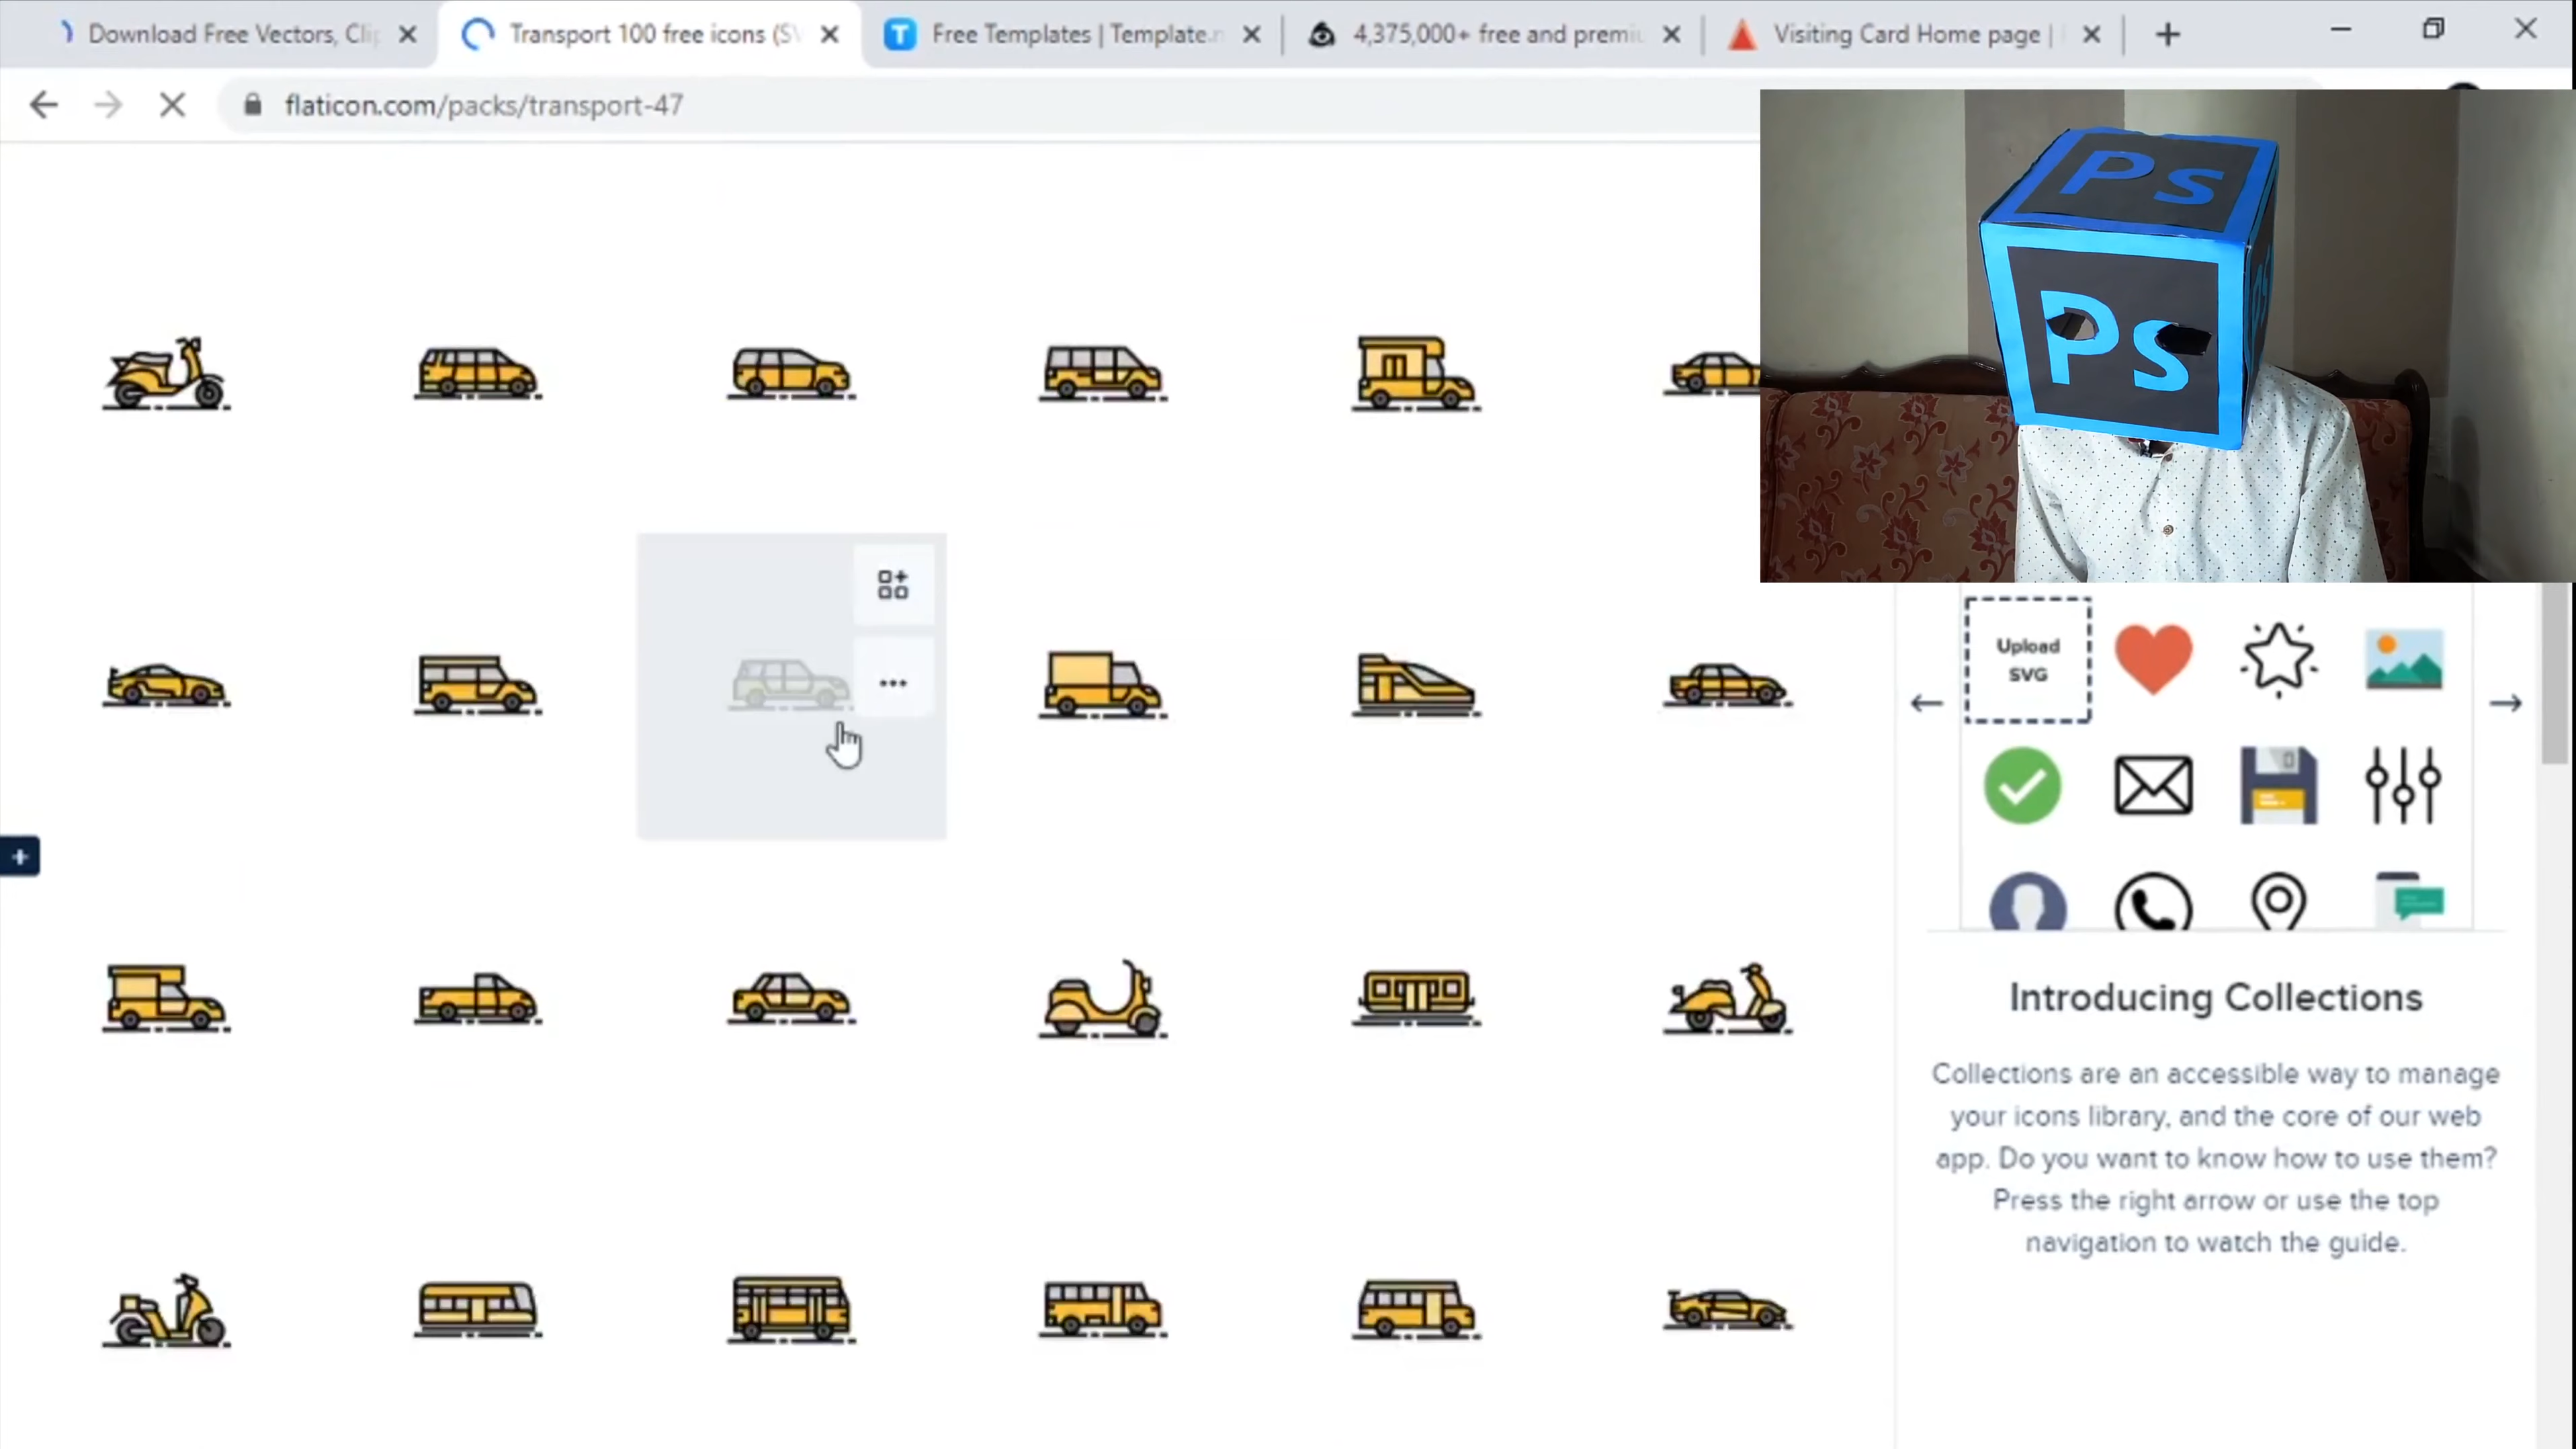 Download Free Vectors, Cli
Transport 100 free icons (SV
T
Free Templates | Template.n
4,375,000+ free and premiu
Visiting Card Home page |
flaticon.com/packs/transport-47
Ps
Ps
Upload
SVG
Introducing Collections
Collections are an accessible way to manage
your icons library, and the core of our web
app. Do you want to know how to use them?
Press the right arrow or use the top
navigation to watch the guide.